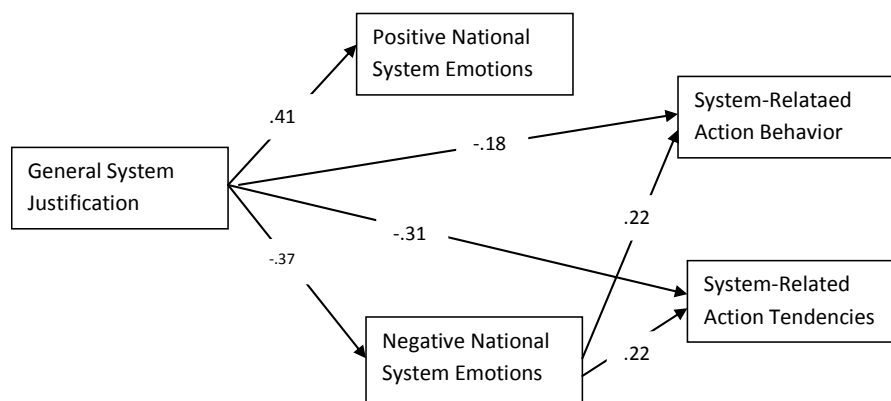 Positive National
System Emotions
System-Relataed
Action Behavior
.41
-.18
General System
Justification
.22
-.31
-.37
System-Related
Action Tendencies
Negative National
System Emotions
.22